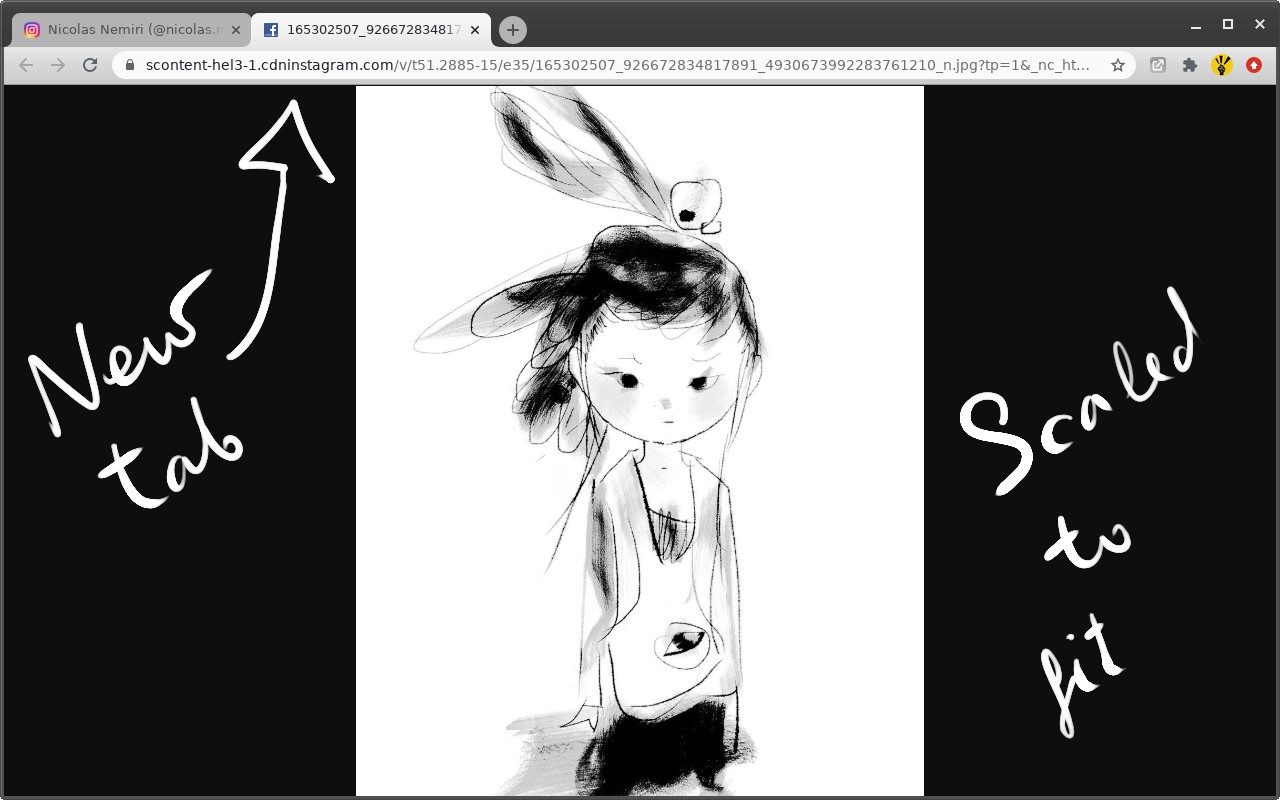 Nicolas Nemiri (@nicolas.n
165302507_926672834817
scontent-hel3-1.cdninstagram.com/v/t51.2885-15/e35/165302507_926672834817891_4930673992283761210_n.jpg?tp=1&_nc_ht...
New
tab
Scaled
to
fit